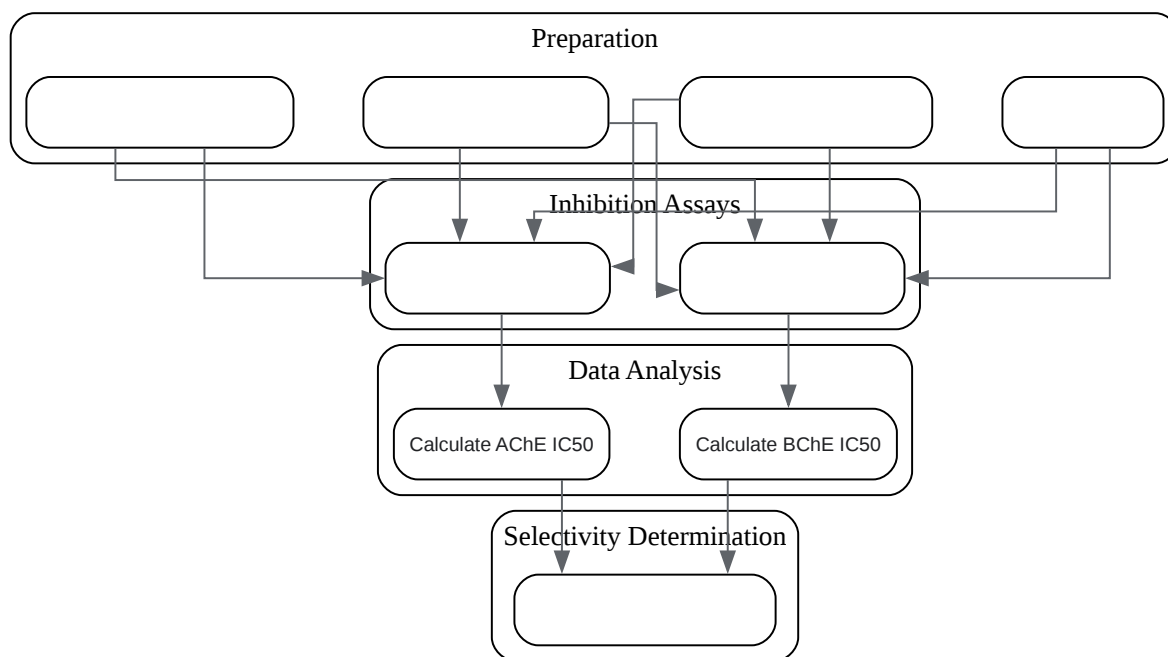 Preparation
Inhibition Assays
Data Analysis
Calculate AChE IC50
Calculate BChE IC50
Selectivity Determination